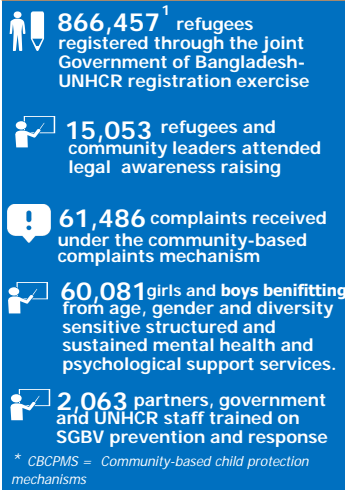 866,457¹ refugees
registered through the joint
Government of Bangladesh-
UNHCR registration exercise
15,053 refugees and
community leaders attended
legal awareness raising
61,486 complaints received
under the community-based
complaints mechanism
60,081 girls and boys benifitting
from age, gender and diversity
sensitive structured and
sustained mental health and
psychological support services.
2,063 partners, government
and UNHCR staff trained on
SGBV prevention and response
* CBCPMS = Community-based child protection
mechanisms